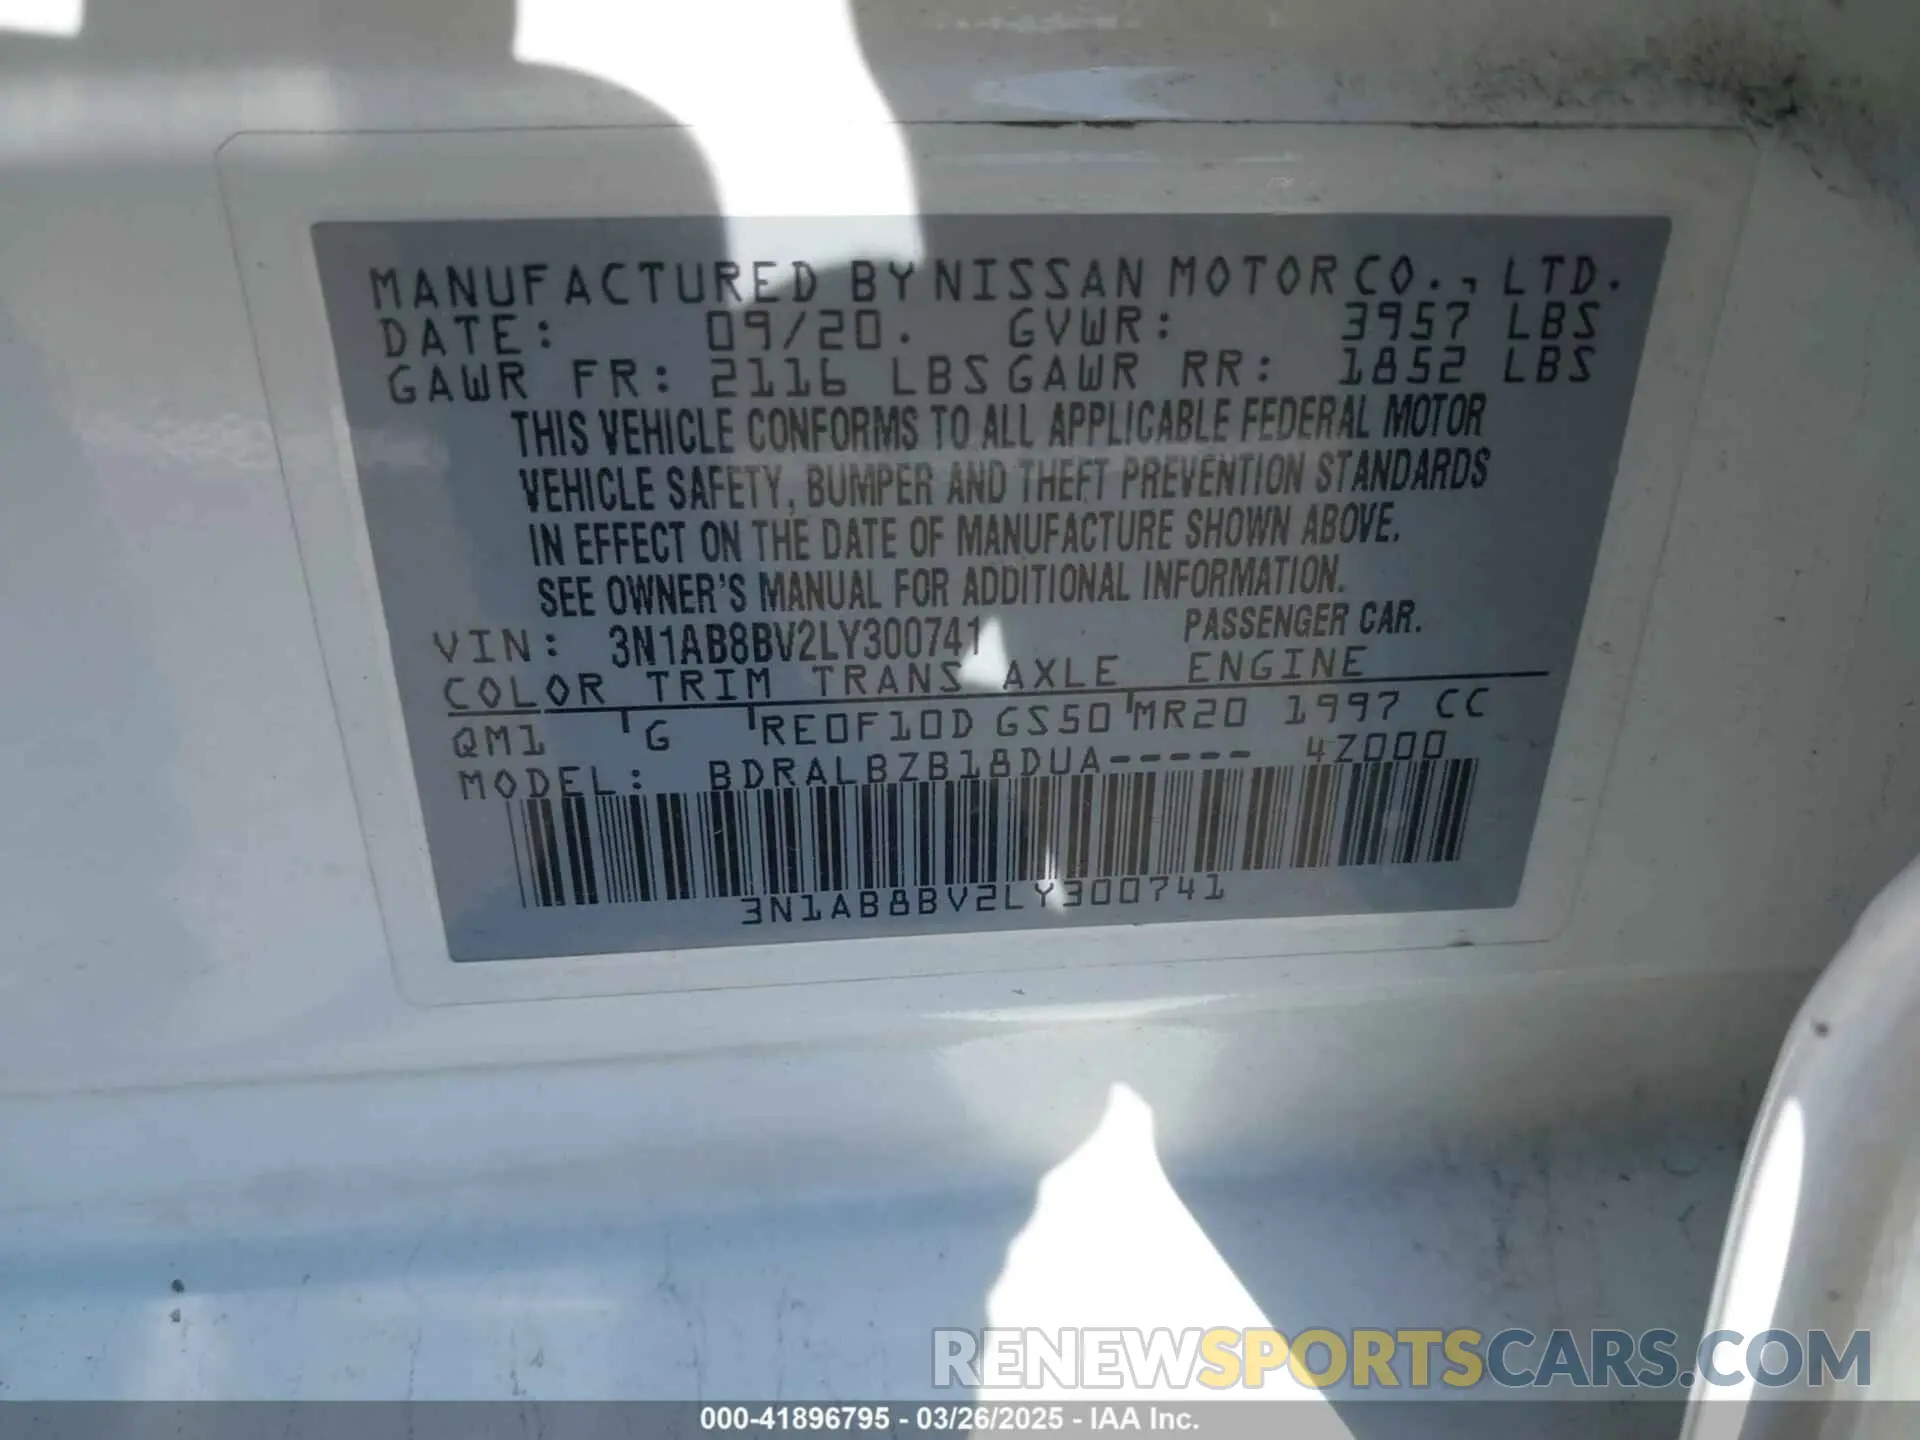 MANUFACTURED BY NISSAN MOTOR CO., LTD.
DATE: 09/20. GVWR: 3957 LBS
GAWR FR: 2116 LBS GAWR RR: 1852 LBS
THIS VEHICLE CONFORMS TO ALL APPLICABLE FEDERAL MOTOR
VEHICLE SAFETY, BUMPER AND THEFT PREVENTION STANDARDS
IN EFFECT ON THE DATE OF MANUFACTURE SHOWN ABOVE.
SEE OWNER'S MANUAL FOR ADDITIONAL INFORMATION.
VIN: 3N1AB8BV2LY300741 PASSENGER CAR.
COLOR TRIM TRANS AXLE ENGINE
QM1 G RE0F10D GS50 MR20 1997 CC
MODEL: BDRALBZB18DUA----- 4Z000
3N1AB8BV2LY300741
RENEWSPORTSCARS.COM
000-41896795 - 03/26/2025 - IAA Inc.